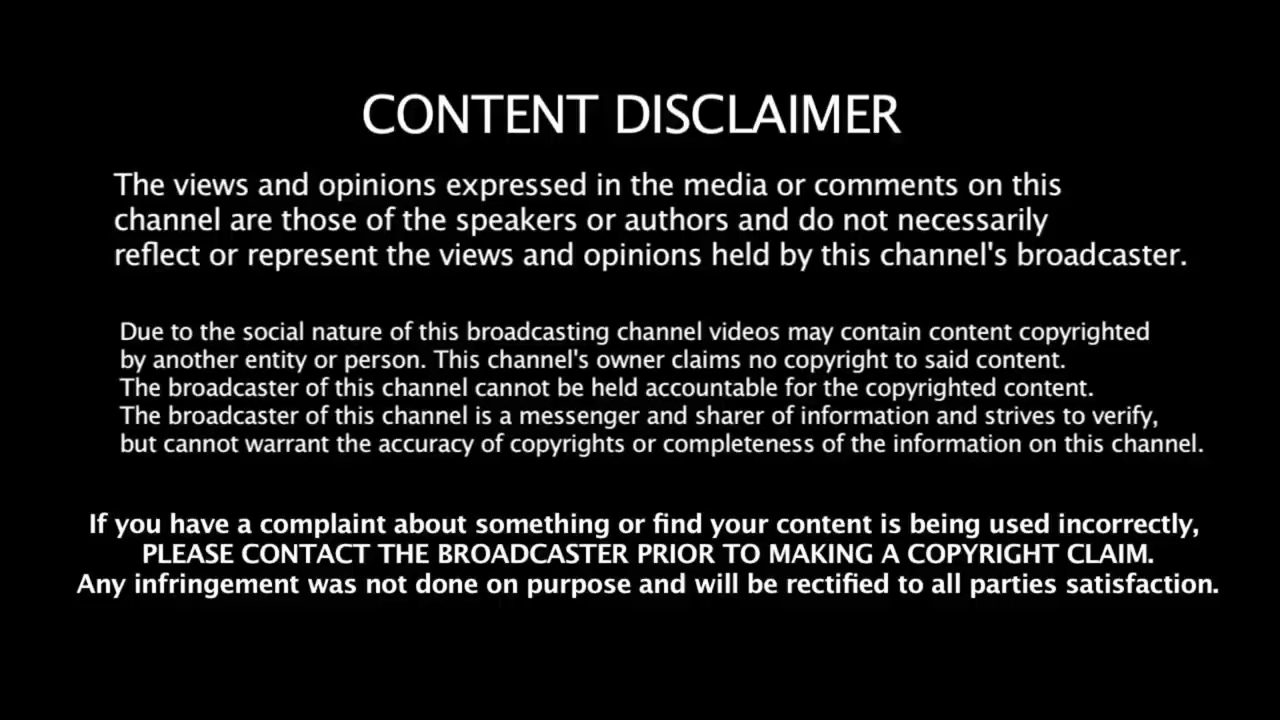 CONTENT DISCLAIMER
The views and opinions expressed in the media or comments on this
channel are those of the speakers or authors and do not necessarily
reflect or represent the views and opinions held by this channel's broadcaster.
Due to the social nature of this broadcasting channel videos may contain content copyrighted
by another entity or person. This channel's owner claims no copyright to said content.
The broadcaster of this channel cannot be held accountable for the copyrighted content.
The broadcaster of this channel is a messenger and sharer of information and strives to verify,
but cannot warrant the accuracy of copyrights or completeness of the information on this channel.
If you have a complaint about something or find your content is being used incorrectly,
PLEASE CONTACT THE BROADCASTER PRIOR TO MAKING A COPYRIGHT CLAIM.
Any infringement was not done on purpose and will be rectified to all parties satisfaction.